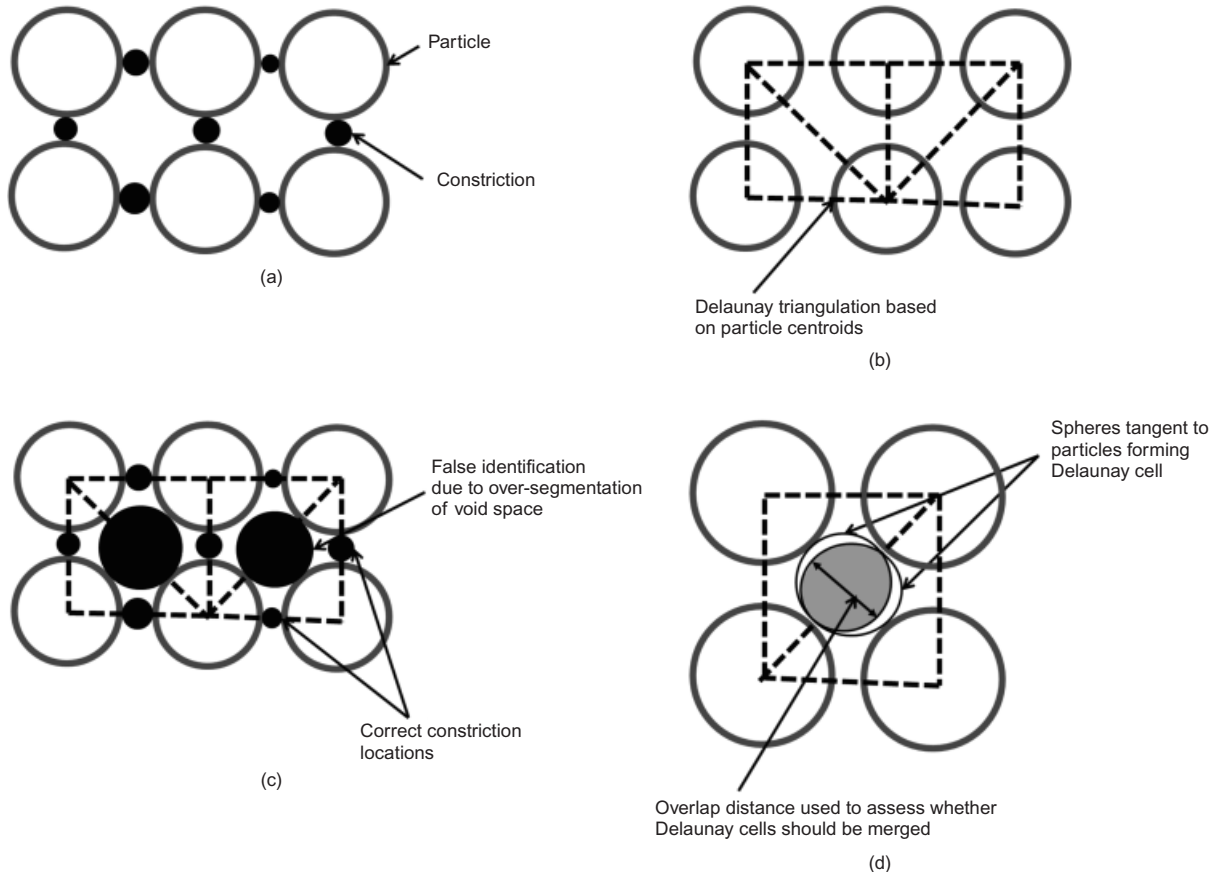 Particle
Constriction
(a)
Delaunay triangulation based
on particle centroids
(b)
False identification
due to over-segmentation
of void space
Correct constriction
locations
(c)
Spheres tangent to
particles forming
Delaunay cell
Overlap distance used to assess whether
Delaunay cells should be merged
(d)